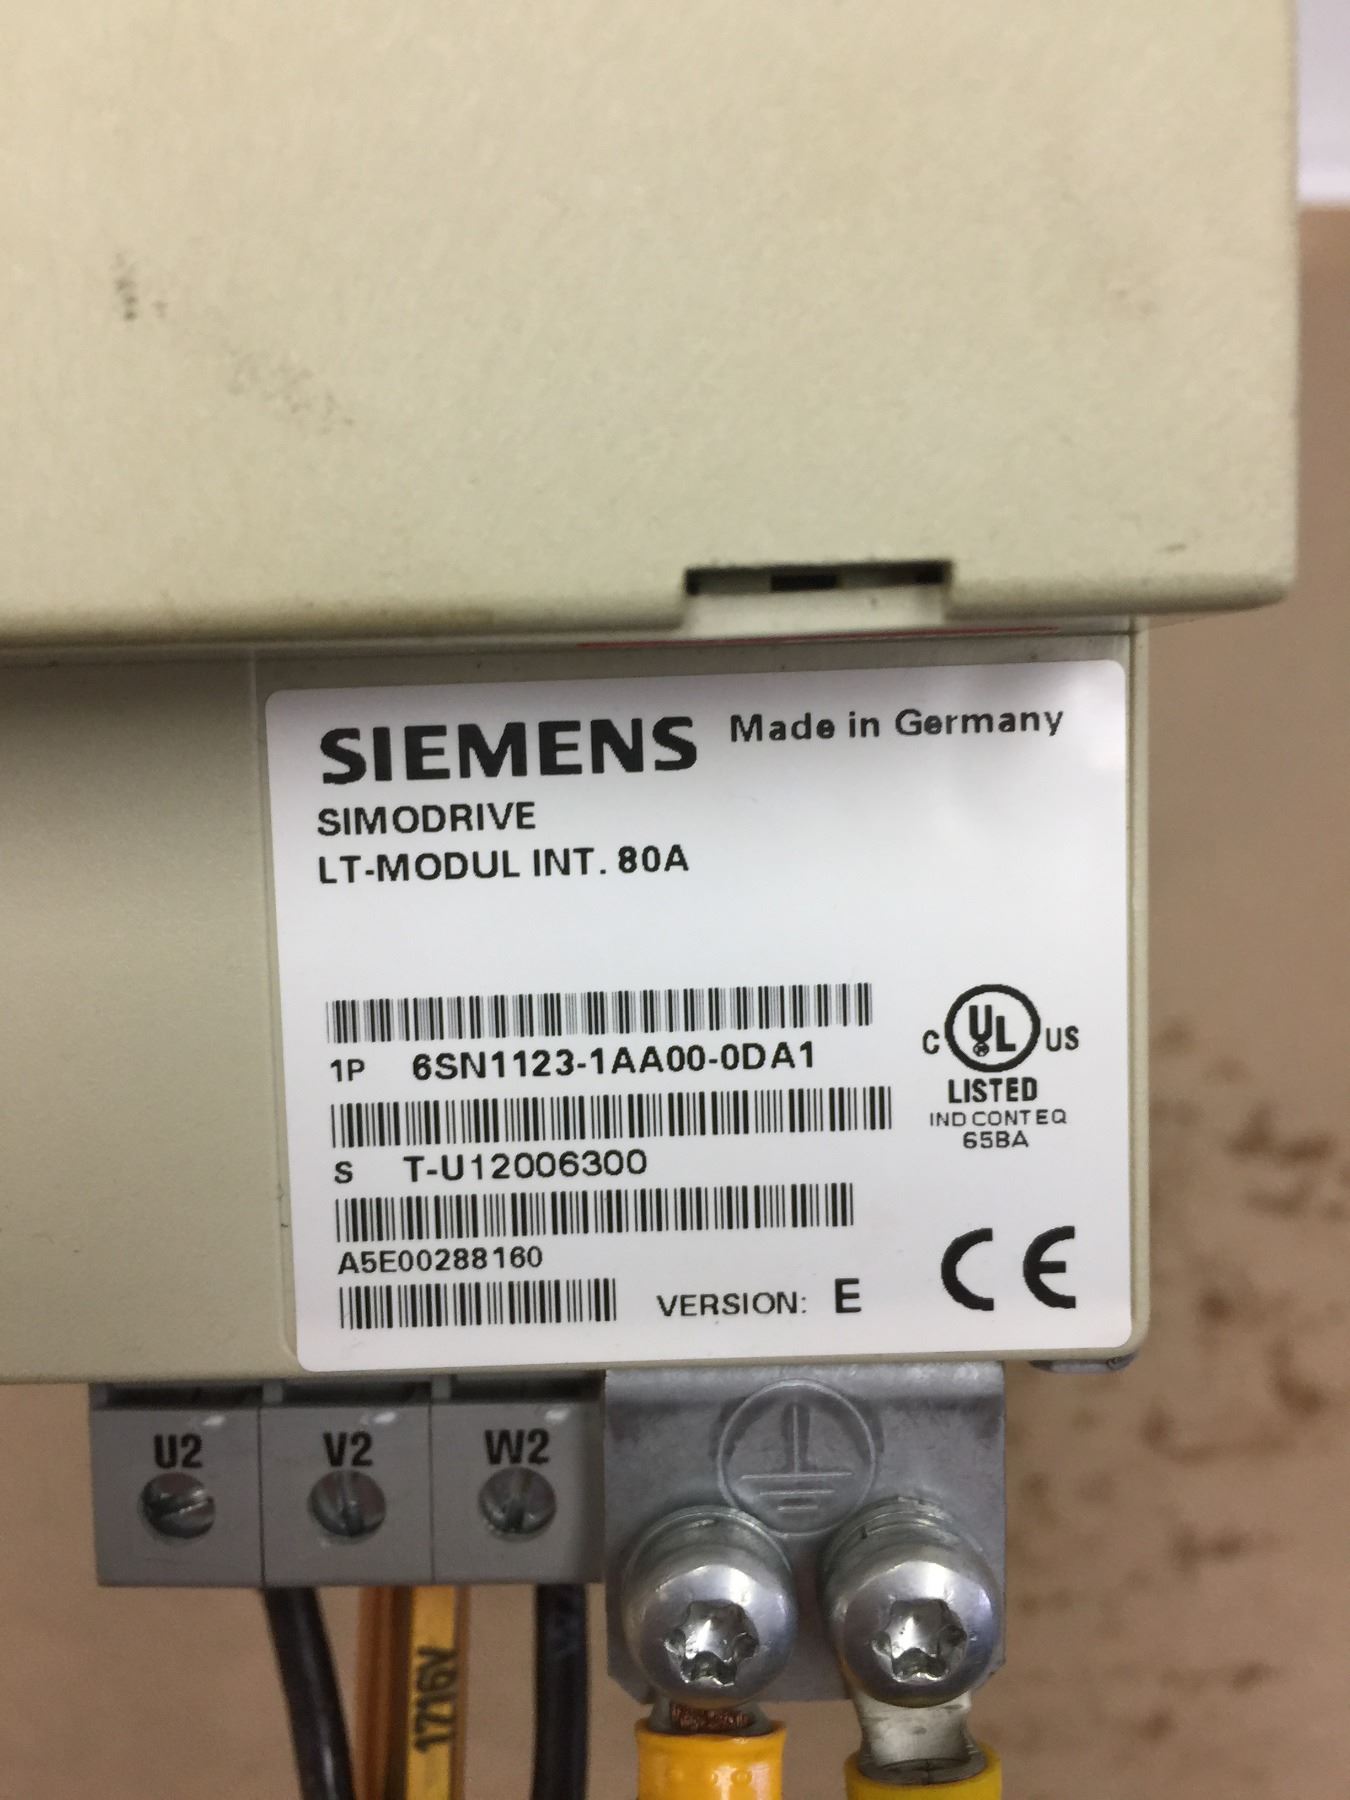 SIEMENS Made in Germany
SIMODRIVE
LT-MODUL INT. 80A
1P 6SN1123-1AA00-0DA1
C UL US
LISTED
IND CONT EQ
65BA
S T-U12006300
A5E00288160
VERSION: E
CE
U2 V2 W2
1716V